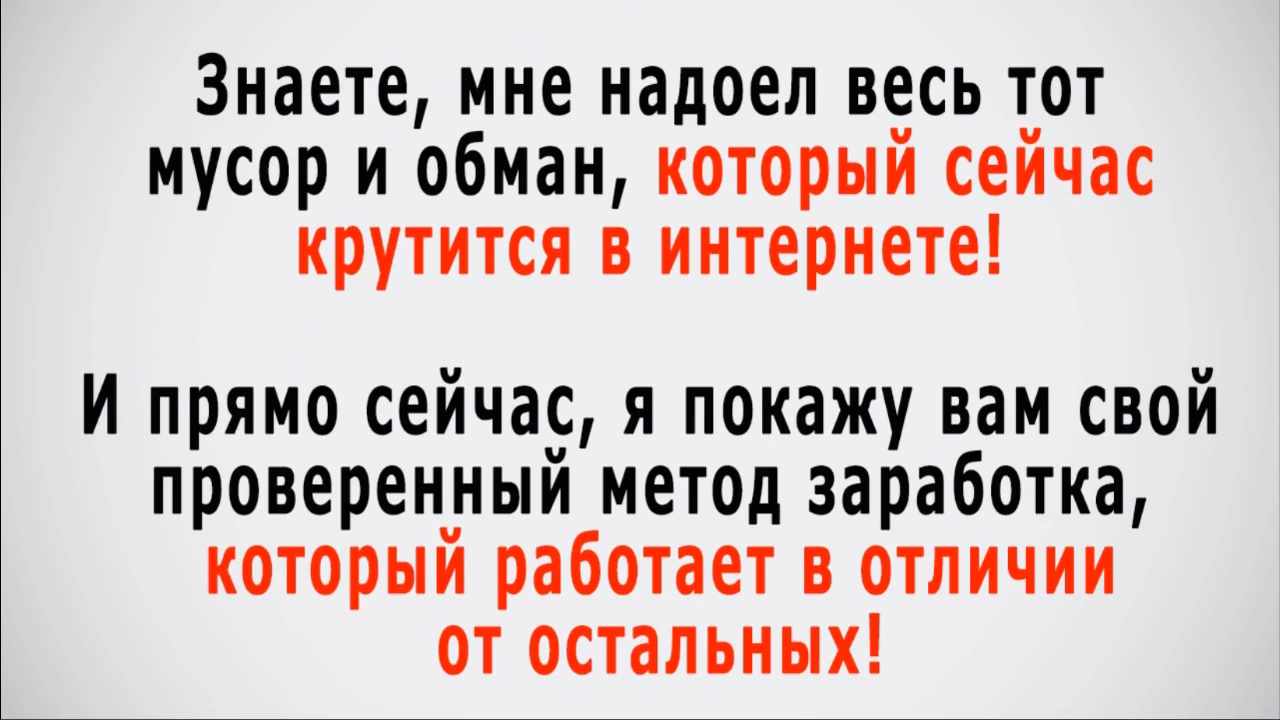 Знаете, мне надоел весь тот
мусор и обман, который сейчас
крутится в интернете!
И прямо сейчас, я покажу вам свой
проверенный метод заработка,
который работает в отличии
от остальных!